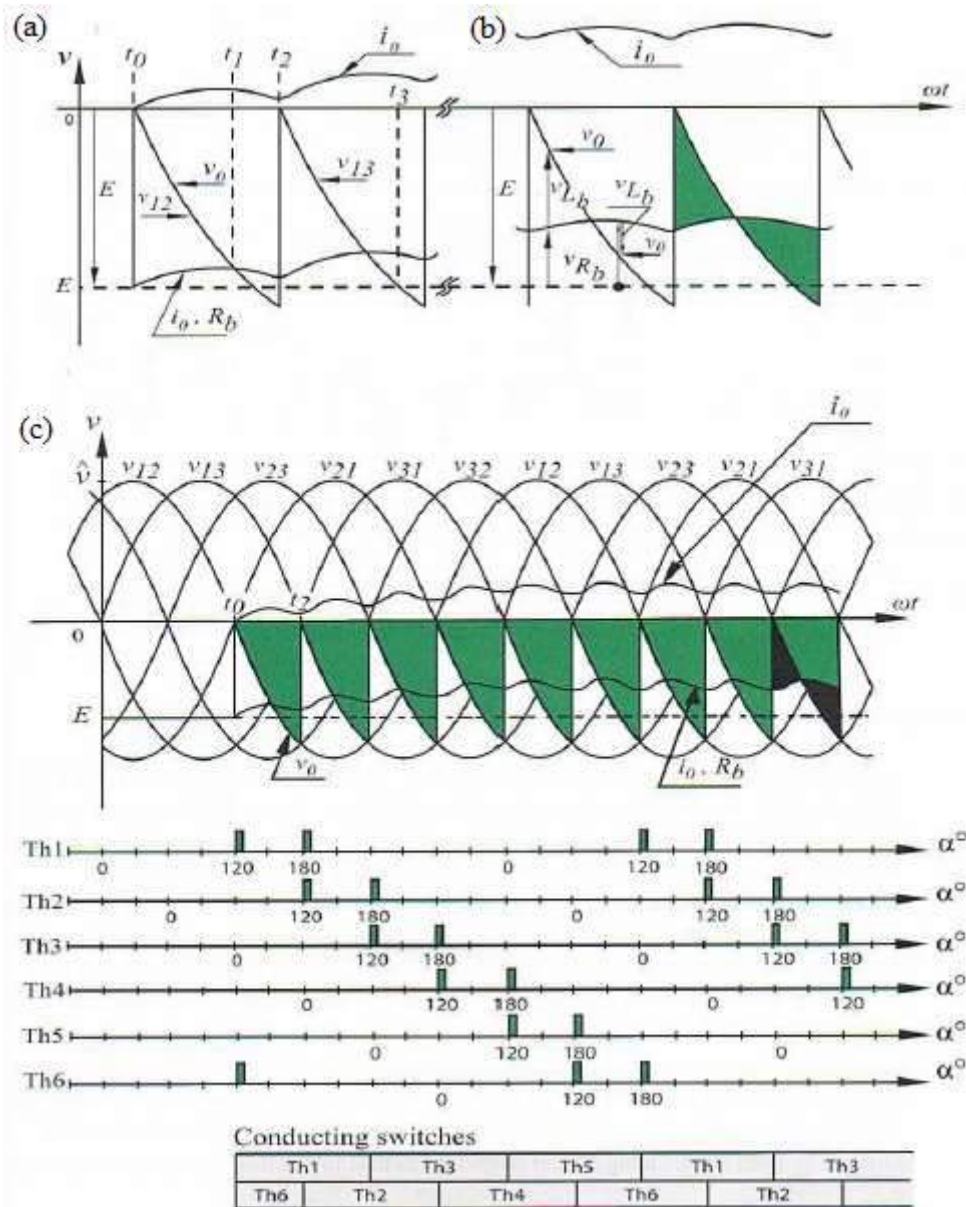 (a)
v
t0
t1
t2
i0
t3
0
E
v0
v12
v13
E
i0 . Rb
(b)
i0
ωt
E
v0
vLb
vLb
v0
vRb
(c)
v
v̂
v12 v13 v23 v21 v31 v32 v12 v13 v23 v21 v31
i0
t0
t2
0
ωt
E
v0
i0 . Rb
Th1 0 120 180 0 120 180 α°
Th2 0 120 180 0 120 180 α°
Th3 0 120 180 0 120 180 α°
Th4 0 120 180 0 120 α°
Th5 0 120 180 0 α°
Th6 0 120 180 α°
Conducting switches
Th1 Th3 Th5 Th1 Th3
Th6 Th2 Th4 Th6 Th2